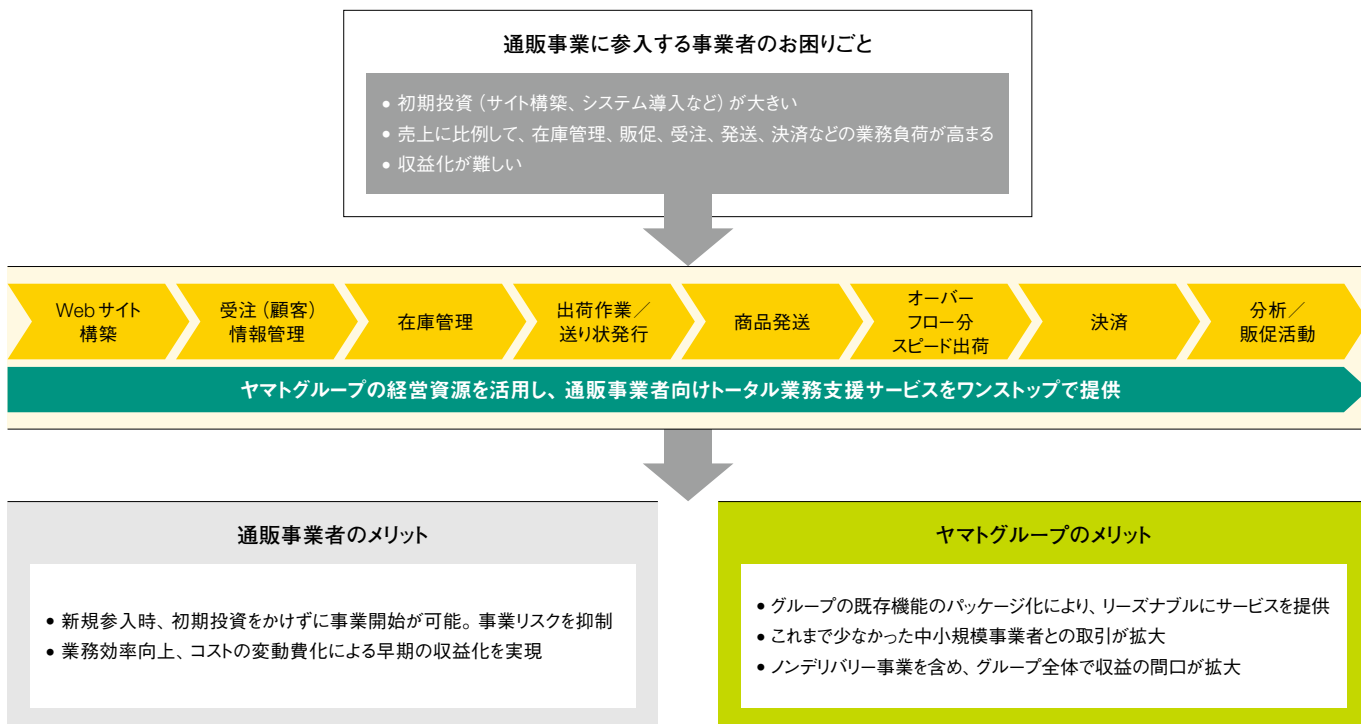 通販事業に参入する事業者のお困りごと
• 初期投資（サイト構築、システム導入など）が大きい
• 売上に比例して、在庫管理、販促、受注、発送、決済などの業務負荷が高まる
• 収益化が難しい
Webサイト
構築
受注（顧客）
情報管理
在庫管理
出荷作業／
送り状発行
商品発送
オーバー
フロー分
スピード出荷
決済
分析／
販促活動
ヤマトグループの経営資源を活用し、通販事業者向けトータル業務支援サービスをワンストップで提供
通販事業者のメリット
• 新規参入時、初期投資をかけずに事業開始が可能。事業リスクを抑制
• 業務効率向上、コストの変動費化による早期の収益化を実現
ヤマトグループのメリット
• グループの既存機能のパッケージ化により、リーズナブルにサービスを提供
• これまで少なかった中小規模事業者との取引が拡大
• ノンデリバリー事業を含め、グループ全体で収益の間口が拡大